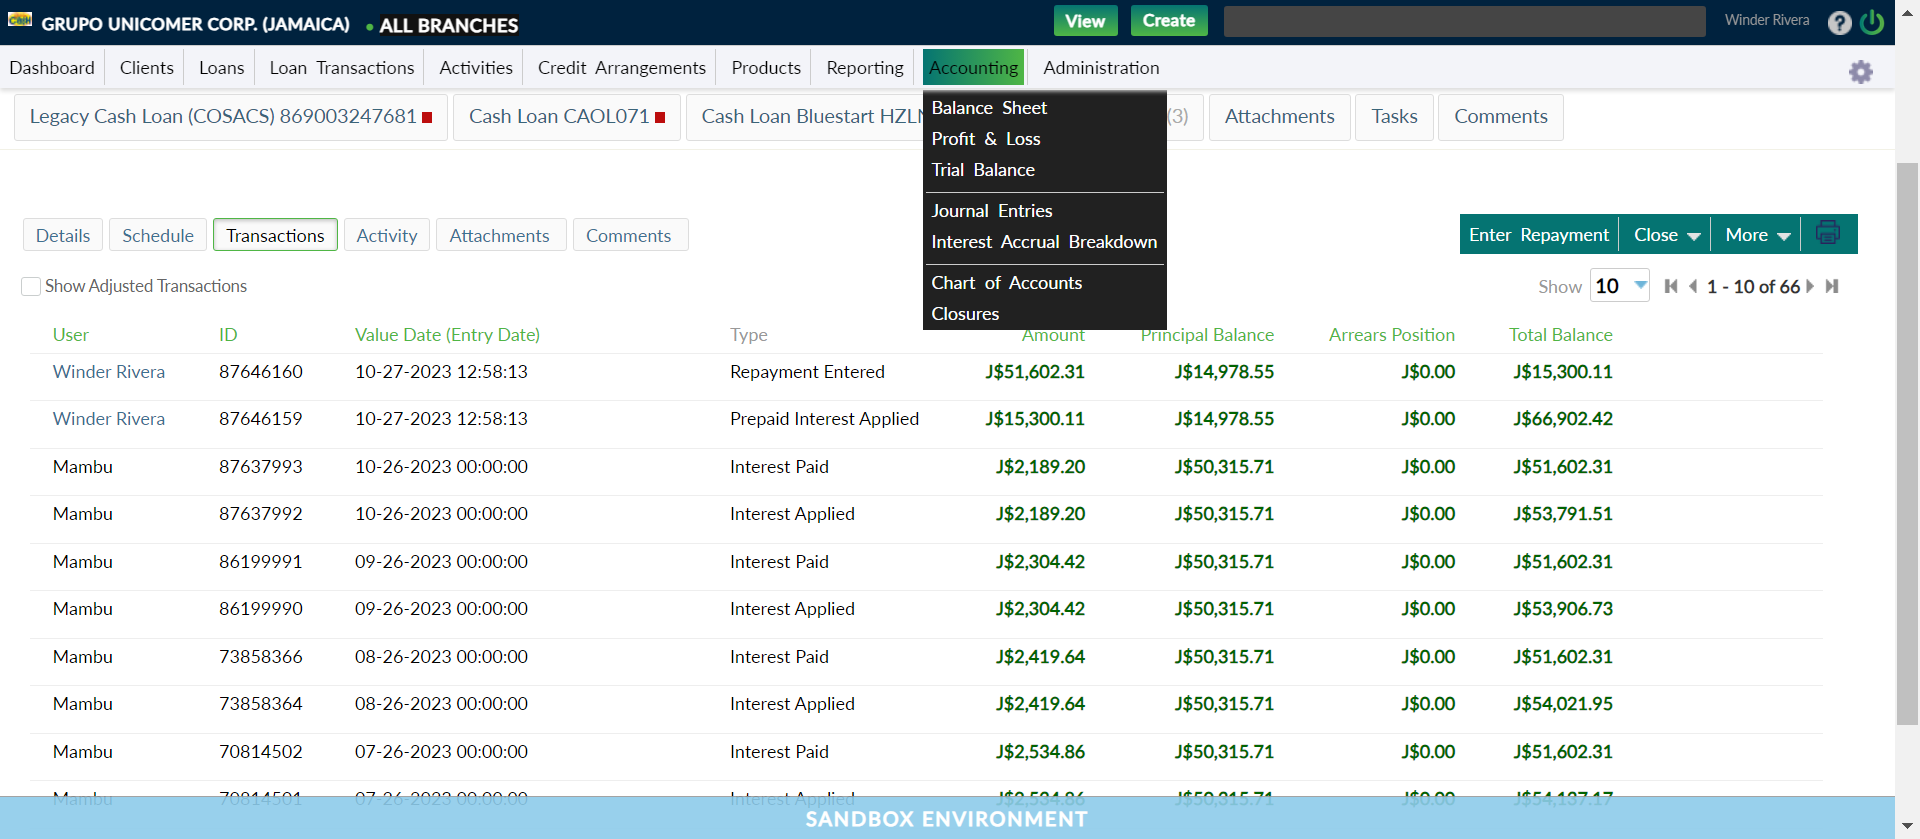 Cash GRUPO UNICOMER CORP. (JAMAICA) ALL BRANCHES View Create Winder Rivera ?
Dashboard Clients Loans Loan Transactions Activities Credit Arrangements Products Reporting Accounting Administration
Legacy Cash Loan (COSACS) 869003247681 Cash Loan CAOL071 Cash Loan Bluestart HZLN (3) Attachments Tasks Comments
Balance Sheet
Profit & Loss
Trial Balance
Journal Entries
Interest Accrual Breakdown
Chart of Accounts
Closures
Details Schedule Transactions Activity Attachments Comments Enter Repayment Close More
Show Adjusted Transactions Show 10 1 - 10 of 66
User ID Value Date (Entry Date) Type Amount Principal Balance Arrears Position Total Balance
Winder Rivera 87646160 10-27-2023 12:58:13 Repayment Entered J$51,602.31 J$14,978.55 J$0.00 J$15,300.11
Winder Rivera 87646159 10-27-2023 12:58:13 Prepaid Interest Applied J$15,300.11 J$14,978.55 J$0.00 J$66,902.42
Mambu 87637993 10-26-2023 00:00:00 Interest Paid J$2,189.20 J$50,315.71 J$0.00 J$51,602.31
Mambu 87637992 10-26-2023 00:00:00 Interest Applied J$2,189.20 J$50,315.71 J$0.00 J$53,791.51
Mambu 86199991 09-26-2023 00:00:00 Interest Paid J$2,304.42 J$50,315.71 J$0.00 J$51,602.31
Mambu 86199990 09-26-2023 00:00:00 Interest Applied J$2,304.42 J$50,315.71 J$0.00 J$53,906.73
Mambu 73858366 08-26-2023 00:00:00 Interest Paid J$2,419.64 J$50,315.71 J$0.00 J$51,602.31
Mambu 73858364 08-26-2023 00:00:00 Interest Applied J$2,419.64 J$50,315.71 J$0.00 J$54,021.95
Mambu 70814502 07-26-2023 00:00:00 Interest Paid J$2,534.86 J$50,315.71 J$0.00 J$51,602.31
Mambu 70814501 07-26-2023 00:00:00 Interest Applied J$2,534.86 J$50,315.71 J$0.00 J$54,137.17
SANDBOX ENVIRONMENT